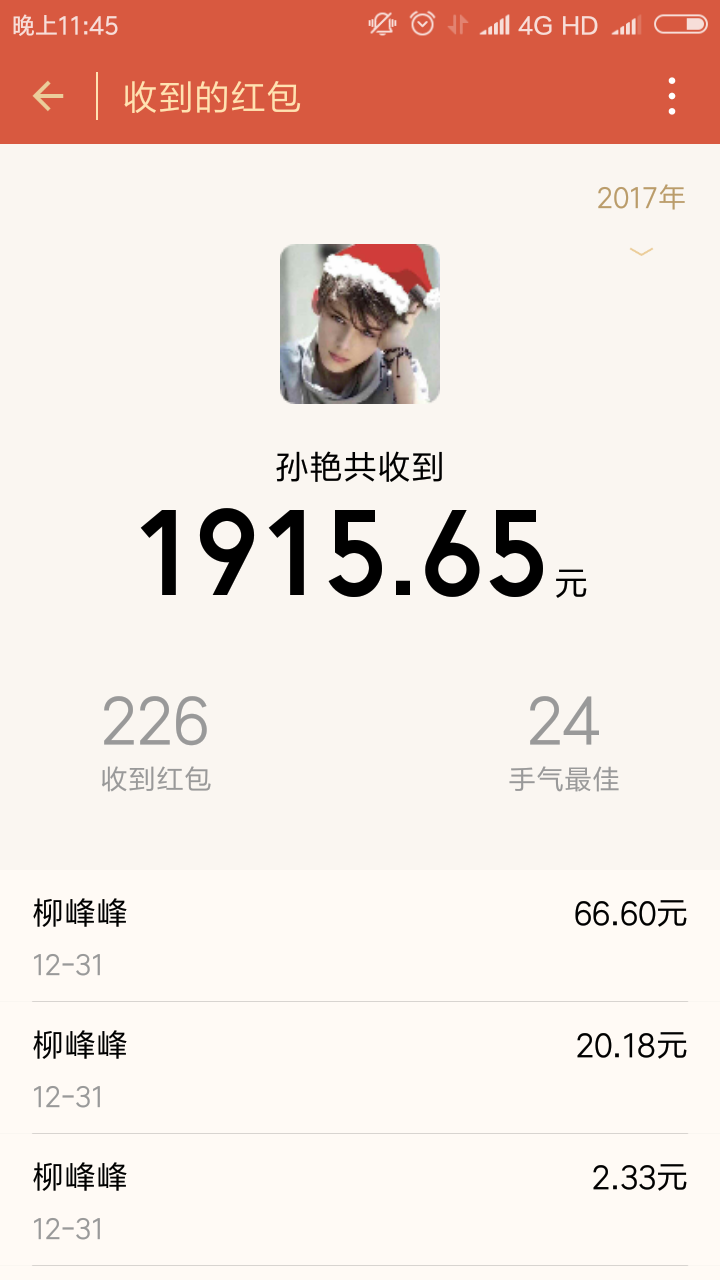 晚上11:45 4G HD
收到的红包
2017年
孙艳共收到
1915.65元
226 24
收到红包 手气最佳
柳峰峰 66.60元
12-31
柳峰峰 20.18元
12-31
柳峰峰 2.33元
12-31